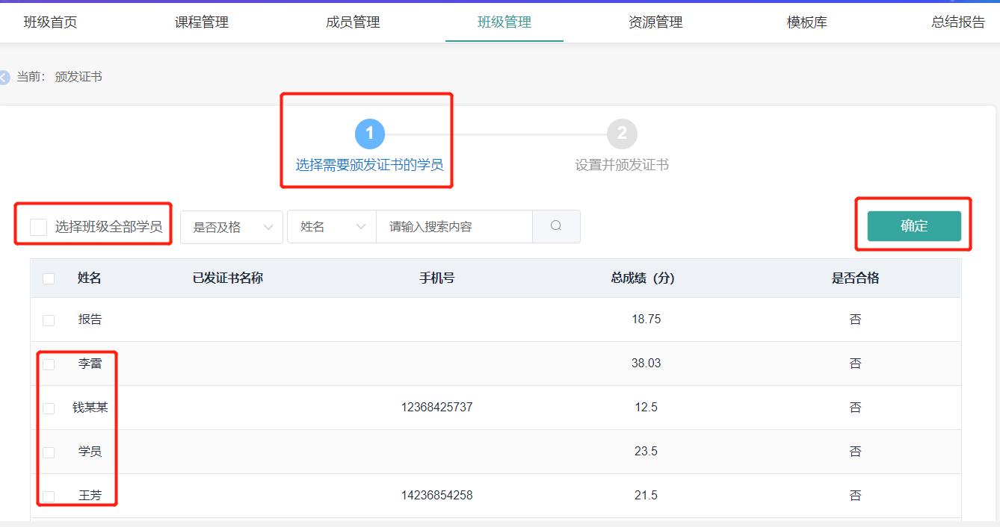 班级首页 课程管理 成员管理 班级管理 资源管理 模板库 总结报告
当前： 颁发证书
1 2
选择需要颁发证书的学员 设置并颁发证书
选择班级全部学员 是否及格 姓名 请输入搜索内容 确定
姓名 已发证书名称 手机号 总成绩（分） 是否合格
报告 18.75 否
李雷 38.03 否
钱某某 12368425737 12.5 否
学员 23.5 否
王芳 14236854258 21.5 否